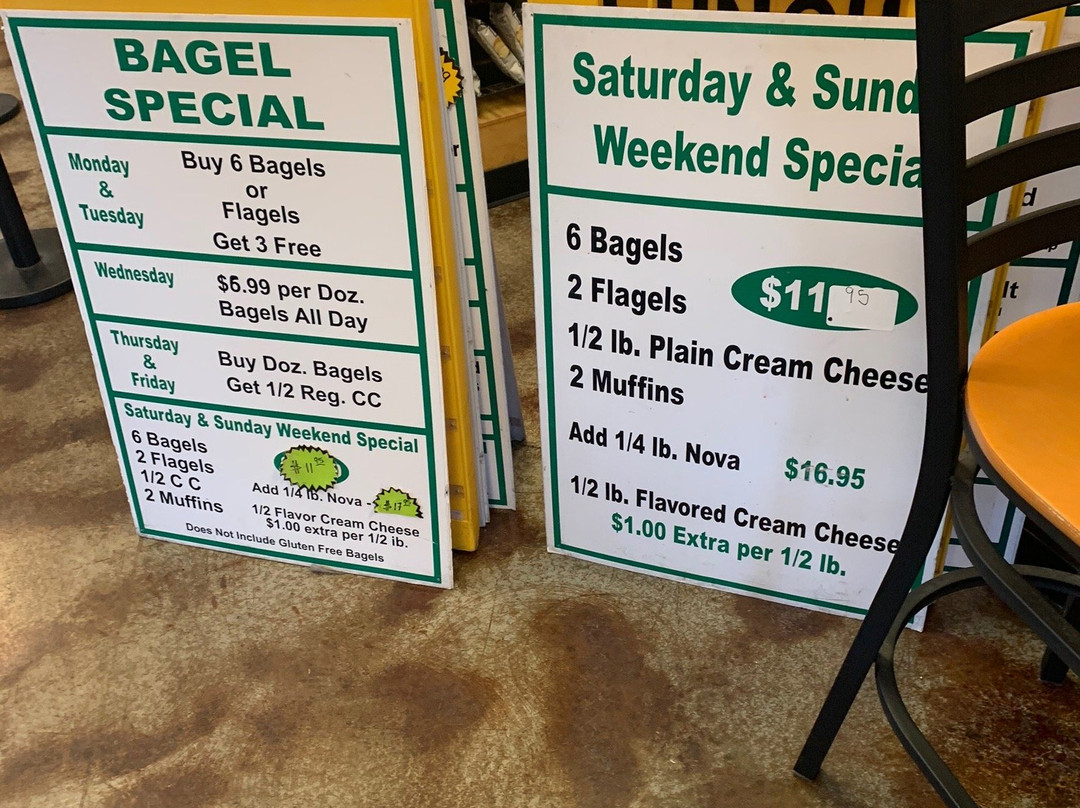 BAGEL
SPECIAL
Monday
&
Tuesday
Buy 6 Bagels
or
Flagels
Get 3 Free
Wednesday
$6.99 per Doz.
Bagels All Day
Thursday
&
Friday
Buy Doz. Bagels
Get 1/2 Reg. CC
Saturday & Sunday Weekend Special
6 Bagels
2 Flagels
1/2 C C
2 Muffins
$11.95
Add 1/4 lb. Nova -
1/2 Flavor Cream Cheese
$1.00 extra per 1/2 lb.
Does Not Include Gluten Free Bagels
Saturday & Sund
Weekend Specia
6 Bagels
2 Flagels
$11 95
1/2 lb. Plain Cream Cheese
2 Muffins
Add 1/4 lb. Nova
$16.95
1/2 lb. Flavored Cream Cheese
$1.00 Extra per 1/2 lb.